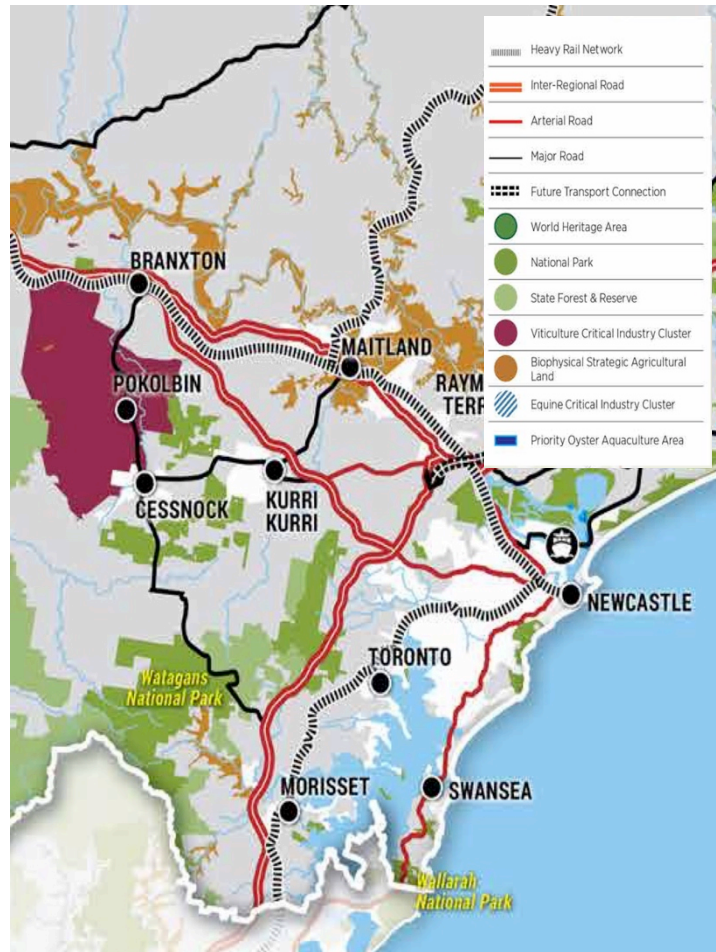 Heavy Rail Network
Inter-Regional Road
Arterial Road
Major Road
Future Transport Connection
World Heritage Area
National Park
State Forest & Reserve
Viticulture Critical Industry Cluster
Biophysical Strategic Agricultural
Land
Equine Critical Industry Cluster
Priority Oyster Aquaculture Area
BRANXTON
MAITLAND
POKOLBIN
RAYM
TERR
CESSNOCK
KURRI
KURRI
NEWCASTLE
TORONTO
Watagans
National Park
MORISSET
SWANSEA
Wallarah
National Park